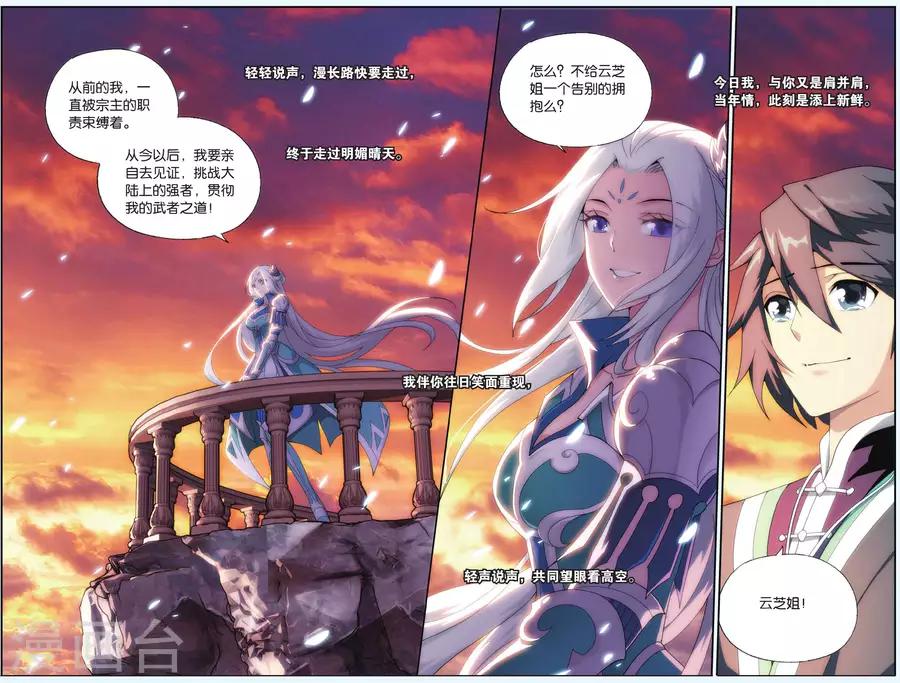 从前的我，一
直被宗主的职
责束缚着。
从今以后，我要亲
自去见证，挑战大
陆上的强者，贯彻
我的武者之道！
轻轻说声，漫长路快要走过，
终于走过明媚晴天。
怎么？不给云芝
姐一个告别的拥
抱么？
今日我，与你又是肩并肩，
当年情，此刻是添上新鲜。
我伴你往日笑面重现，
轻声说声，共同望眼看高空。
云芝姐！
漫画台